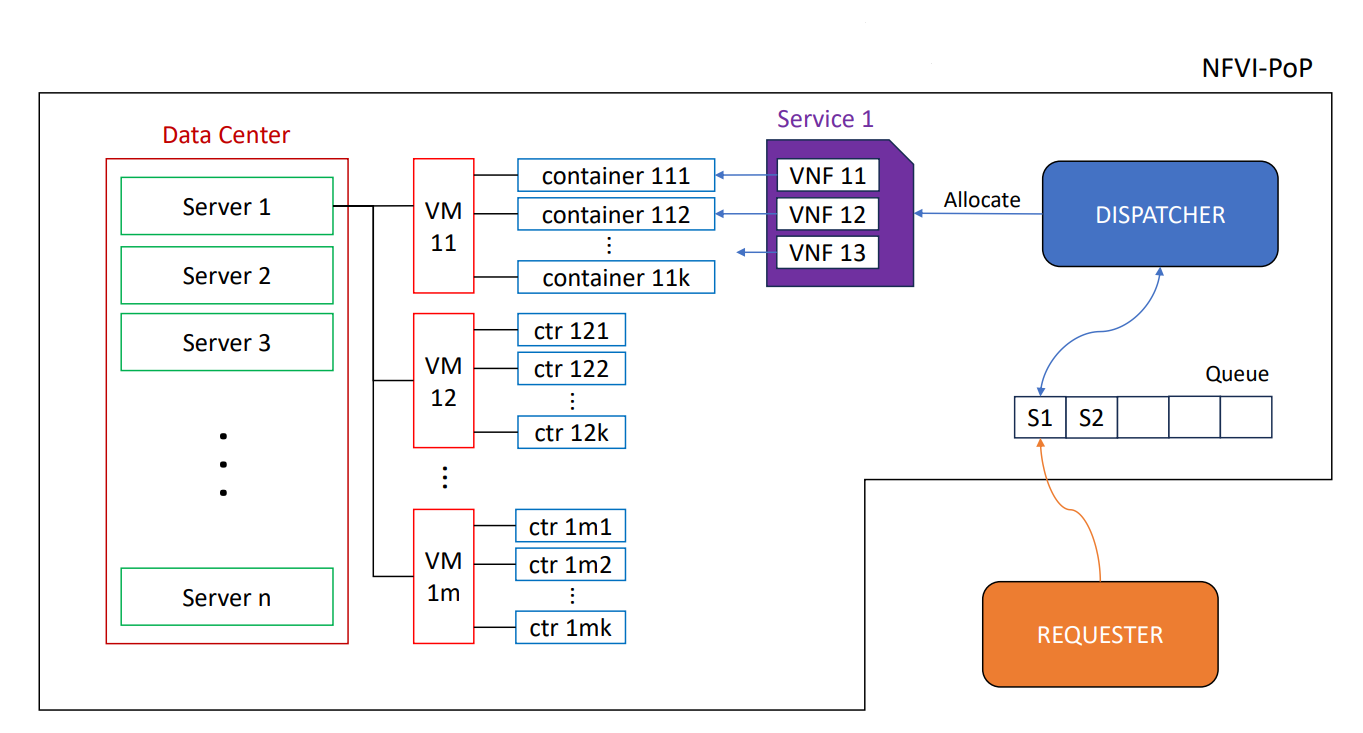 NFVI-PoP
Data Center
Server 1
Server 2
Server 3
Server n
VM
11
container 111
container 112
container 11k
VM
12
ctr 121
ctr 122
ctr 12k
VM
1m
ctr 1m1
ctr 1m2
ctr 1mk
Service 1
VNF 11
VNF 12
VNF 13
Allocate
DISPATCHER
Queue
S1
S2
REQUESTER